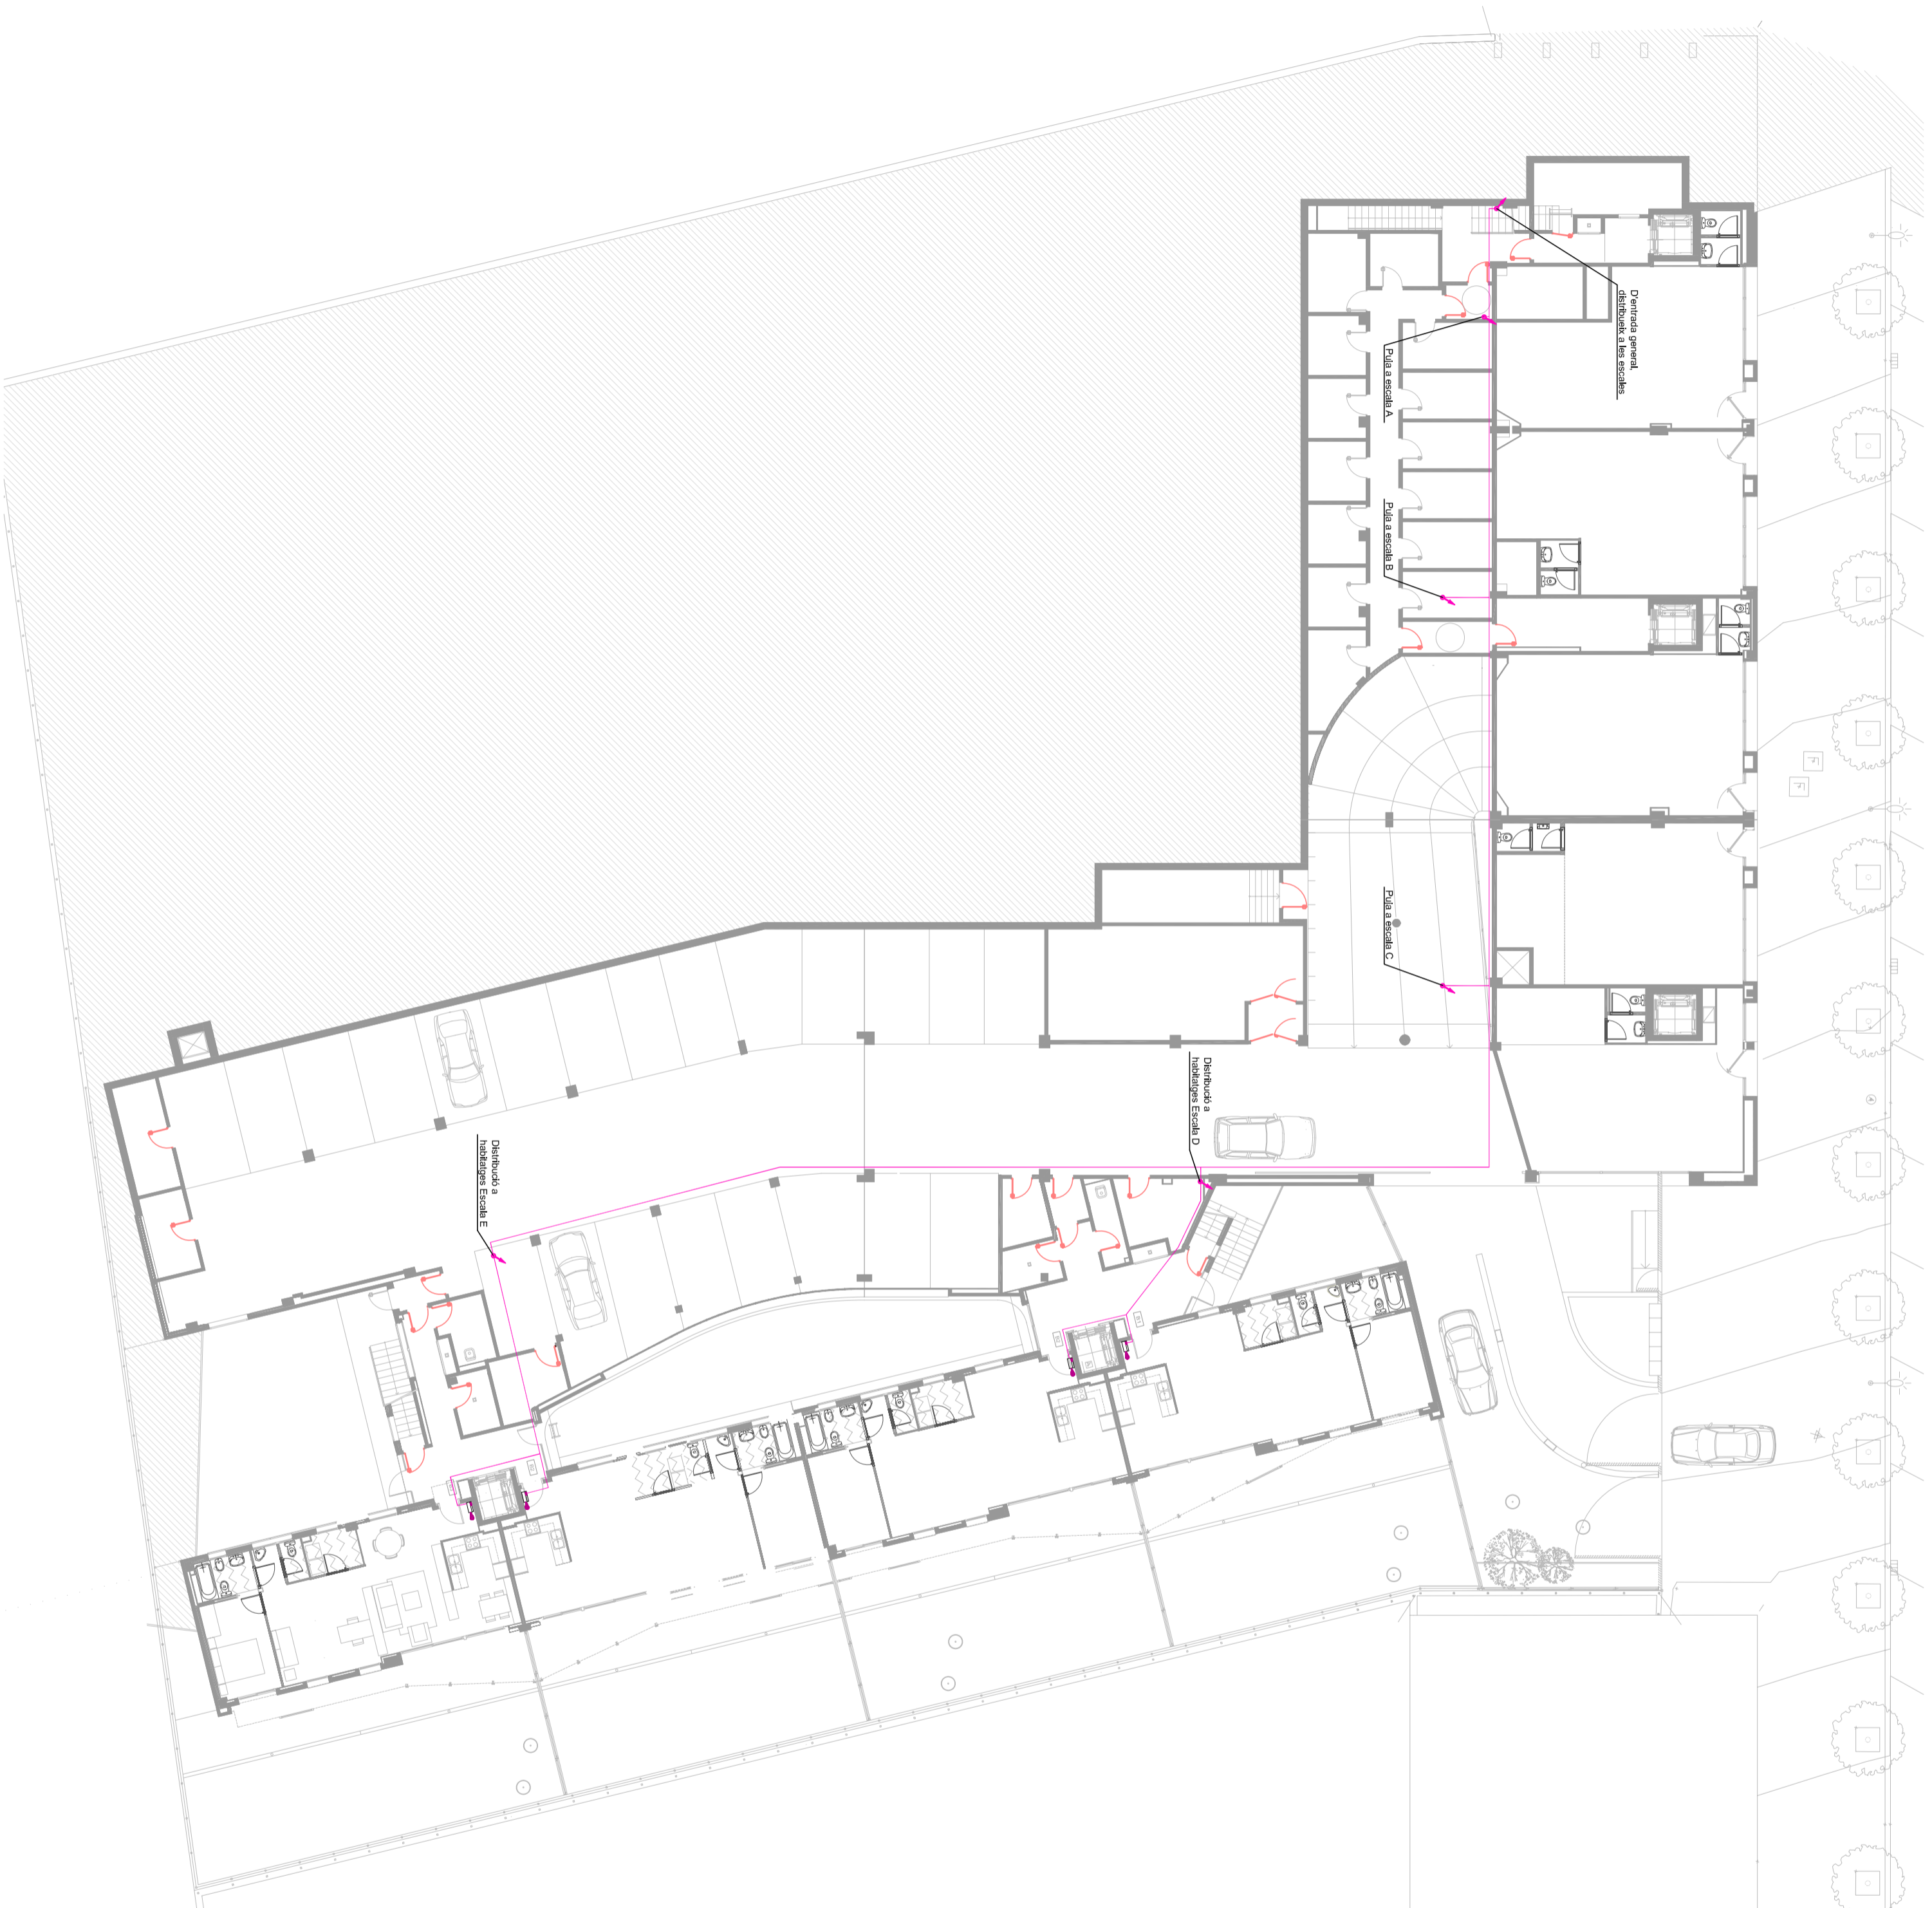 D'entrada general,
distribueix a les escales
Puja a escala A
Puja a escala B
Puja a escala C
Distribució a
habitatges Escala D
Distribució a
habitatges Escala E